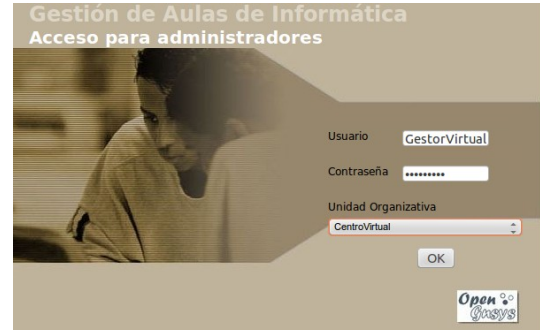 Gestión de Aulas de Informática
Acceso para administradores
Usuario GestorVirtual
Contraseña •••••••••
Unidad Organizativa
CentroVirtual
OK
Open
Gnsys